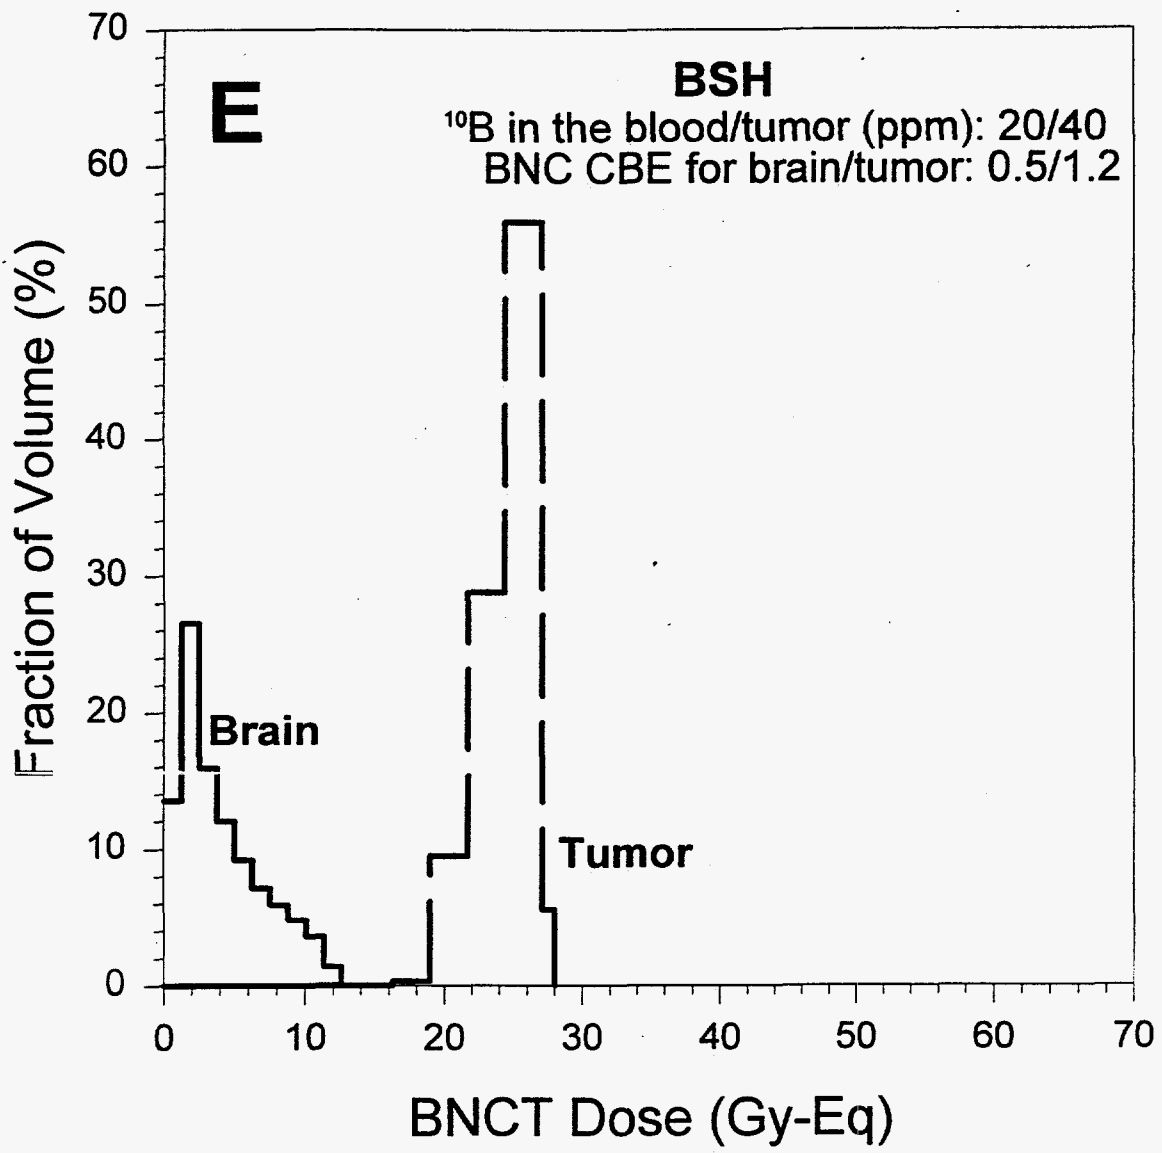 E
BSH
¹⁰B in the blood/tumor (ppm): 20/40
BNC CBE for brain/tumor: 0.5/1.2
Fraction of Volume (%)
70
60
50
40
30
20
10
0
Brain
Tumor
0 10 20 30 40 50 60 70
BNCT Dose (Gy-Eq)